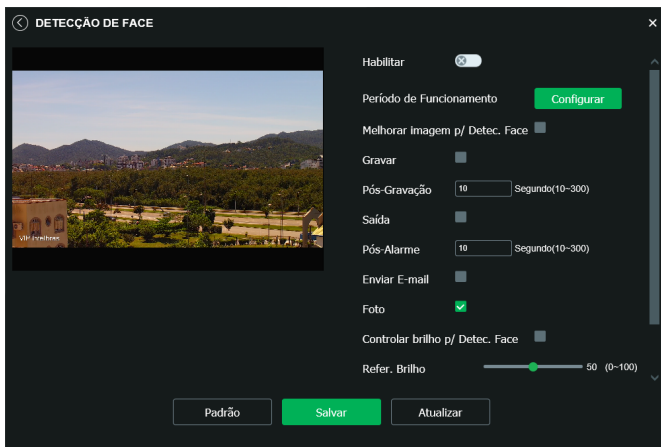 DETECÇÃO DE FACE
Habilitar
Período de Funcionamento Configurar
Melhorar imagem p/ Detec. Face
Gravar
Pós-Gravação 10 Segundo(10~300)
Saída
Pós-Alarme 10 Segundo(10~300)
Enviar E-mail
Foto
Controlar brilho p/ Detec. Face
Refer. Brilho 50 (0~100)
VIP Intelbras
Padrão Salvar Atualizar